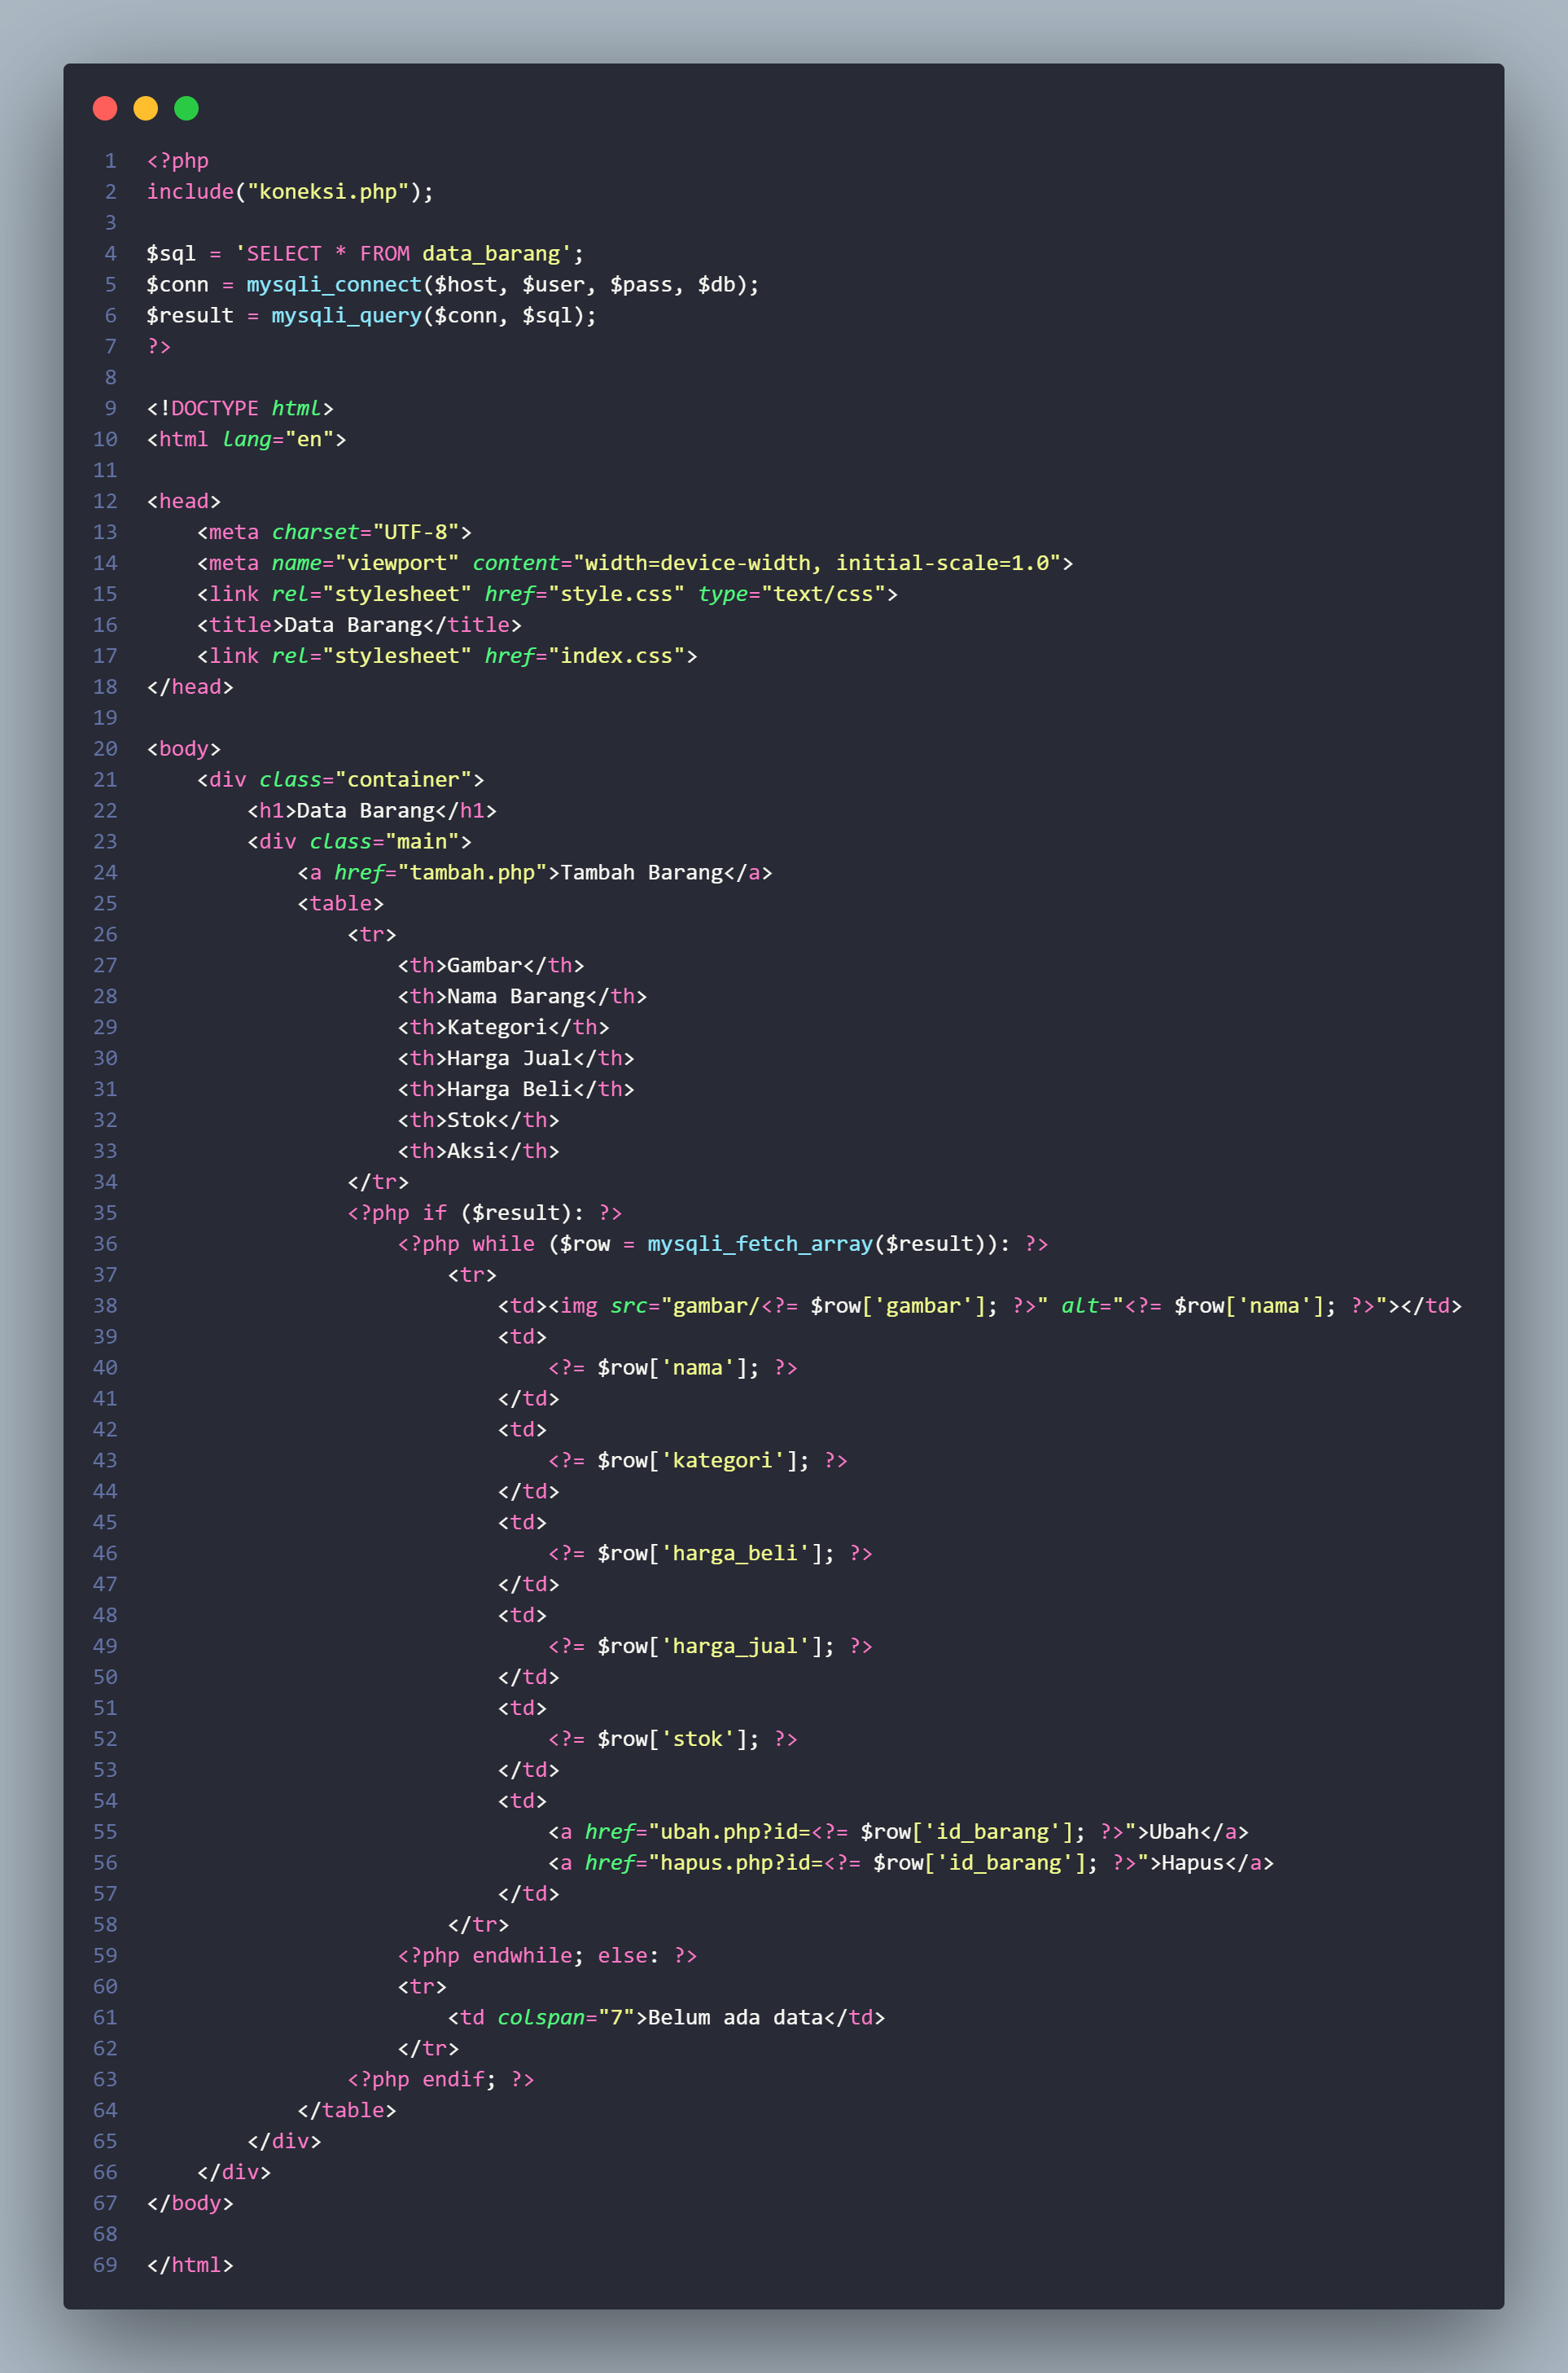 1 <?php
2 include("koneksi.php");
3
4 $sql = 'SELECT * FROM data_barang';
5 $conn = mysqli_connect($host, $user, $pass, $db);
6 $result = mysqli_query($conn, $sql);
7 ?>
8
9 <!DOCTYPE html>
10 <html lang="en">
11
12 <head>
13     <meta charset="UTF-8">
14     <meta name="viewport" content="width=device-width, initial-scale=1.0">
15     <link rel="stylesheet" href="style.css" type="text/css">
16     <title>Data Barang</title>
17     <link rel="stylesheet" href="index.css">
18 </head>
19
20 <body>
21     <div class="container">
22         <h1>Data Barang</h1>
23         <div class="main">
24             <a href="tambah.php">Tambah Barang</a>
25             <table>
26                 <tr>
27                     <th>Gambar</th>
28                     <th>Nama Barang</th>
29                     <th>Kategori</th>
30                     <th>Harga Jual</th>
31                     <th>Harga Beli</th>
32                     <th>Stok</th>
33                     <th>Aksi</th>
34                 </tr>
35                 <?php if ($result): ?>
36                     <?php while ($row = mysqli_fetch_array($result)): ?>
37                         <tr>
38                             <td><img src="gambar/<?= $row['gambar']; ?>" alt="<?= $row['nama']; ?>"></td>
39                             <td>
40                                 <?= $row['nama']; ?>
41                             </td>
42                             <td>
43                                 <?= $row['kategori']; ?>
44                             </td>
45                             <td>
46                                 <?= $row['harga_beli']; ?>
47                             </td>
48                             <td>
49                                 <?= $row['harga_jual']; ?>
50                             </td>
51                             <td>
52                                 <?= $row['stok']; ?>
53                             </td>
54                             <td>
55                                 <a href="ubah.php?id=<?= $row['id_barang']; ?>">Ubah</a>
56                                 <a href="hapus.php?id=<?= $row['id_barang']; ?>">Hapus</a>
57                             </td>
58                         </tr>
59                     <?php endwhile; else: ?>
60                     <tr>
61                         <td colspan="7">Belum ada data</td>
62                     </tr>
63                 <?php endif; ?>
64             </table>
65         </div>
66     </div>
67 </body>
68
69 </html>